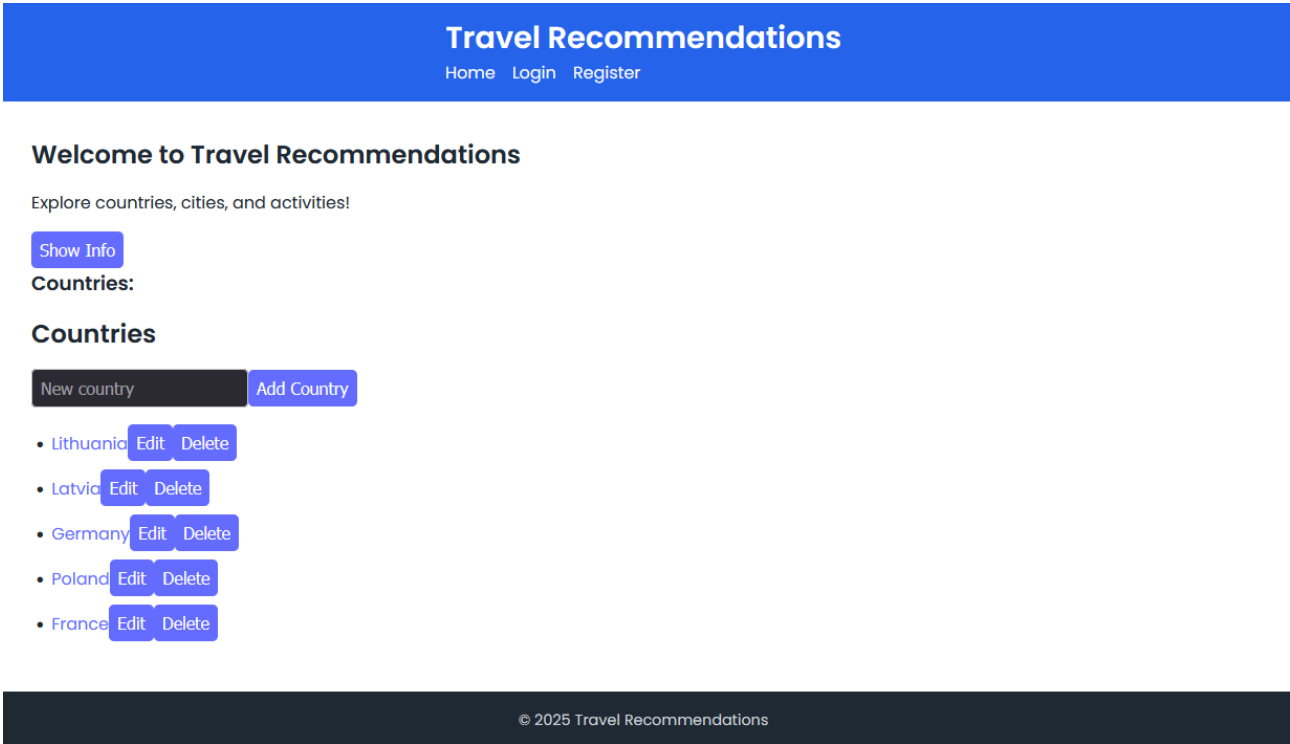 Travel Recommendations
Home Login Register
Welcome to Travel Recommendations
Explore countries, cities, and activities!
Show Info
Countries:
Countries
New country Add Country
• Lithuania Edit Delete
• Latvia Edit Delete
• Germany Edit Delete
• Poland Edit Delete
• France Edit Delete
© 2025 Travel Recommendations